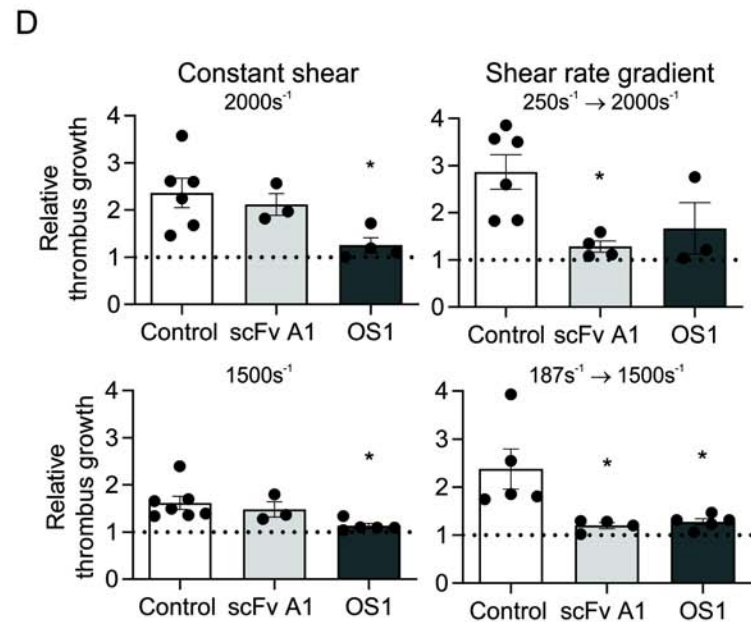 D
Constant shear
2000s⁻¹
Relative
thrombus growth
4
3
2
1
0
*
Control scFv A1 OS1
Shear rate gradient
250s⁻¹ → 2000s⁻¹
4
3
2
1
0
*
Control scFv A1 OS1
1500s⁻¹
Relative
thrombus growth
4
3
2
1
0
*
Control scFv A1 OS1
187s⁻¹ → 1500s⁻¹
4
3
2
1
0
* *
Control scFv A1 OS1